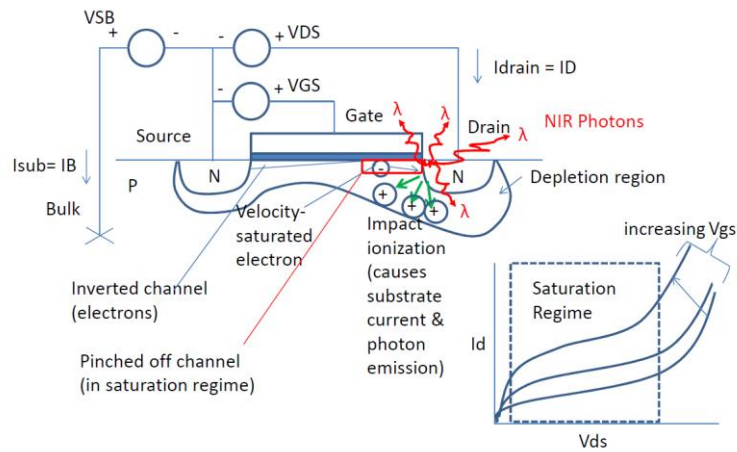 VSB
+ -
- + VDS
- + VGS
Idrain = ID
Gate
λ
λ
Source
Drain
λ
NIR Photons
Isub= IB
P
N
-
N
Depletion region
Bulk
+
+
+
λ
Velocity-
saturated
electron
Impact
ionization
(causes
substrate
current &
photon
emission)
Inverted channel
(electrons)
Pinched off channel
(in saturation regime)
increasing Vgs
Saturation
Regime
Id
Vds